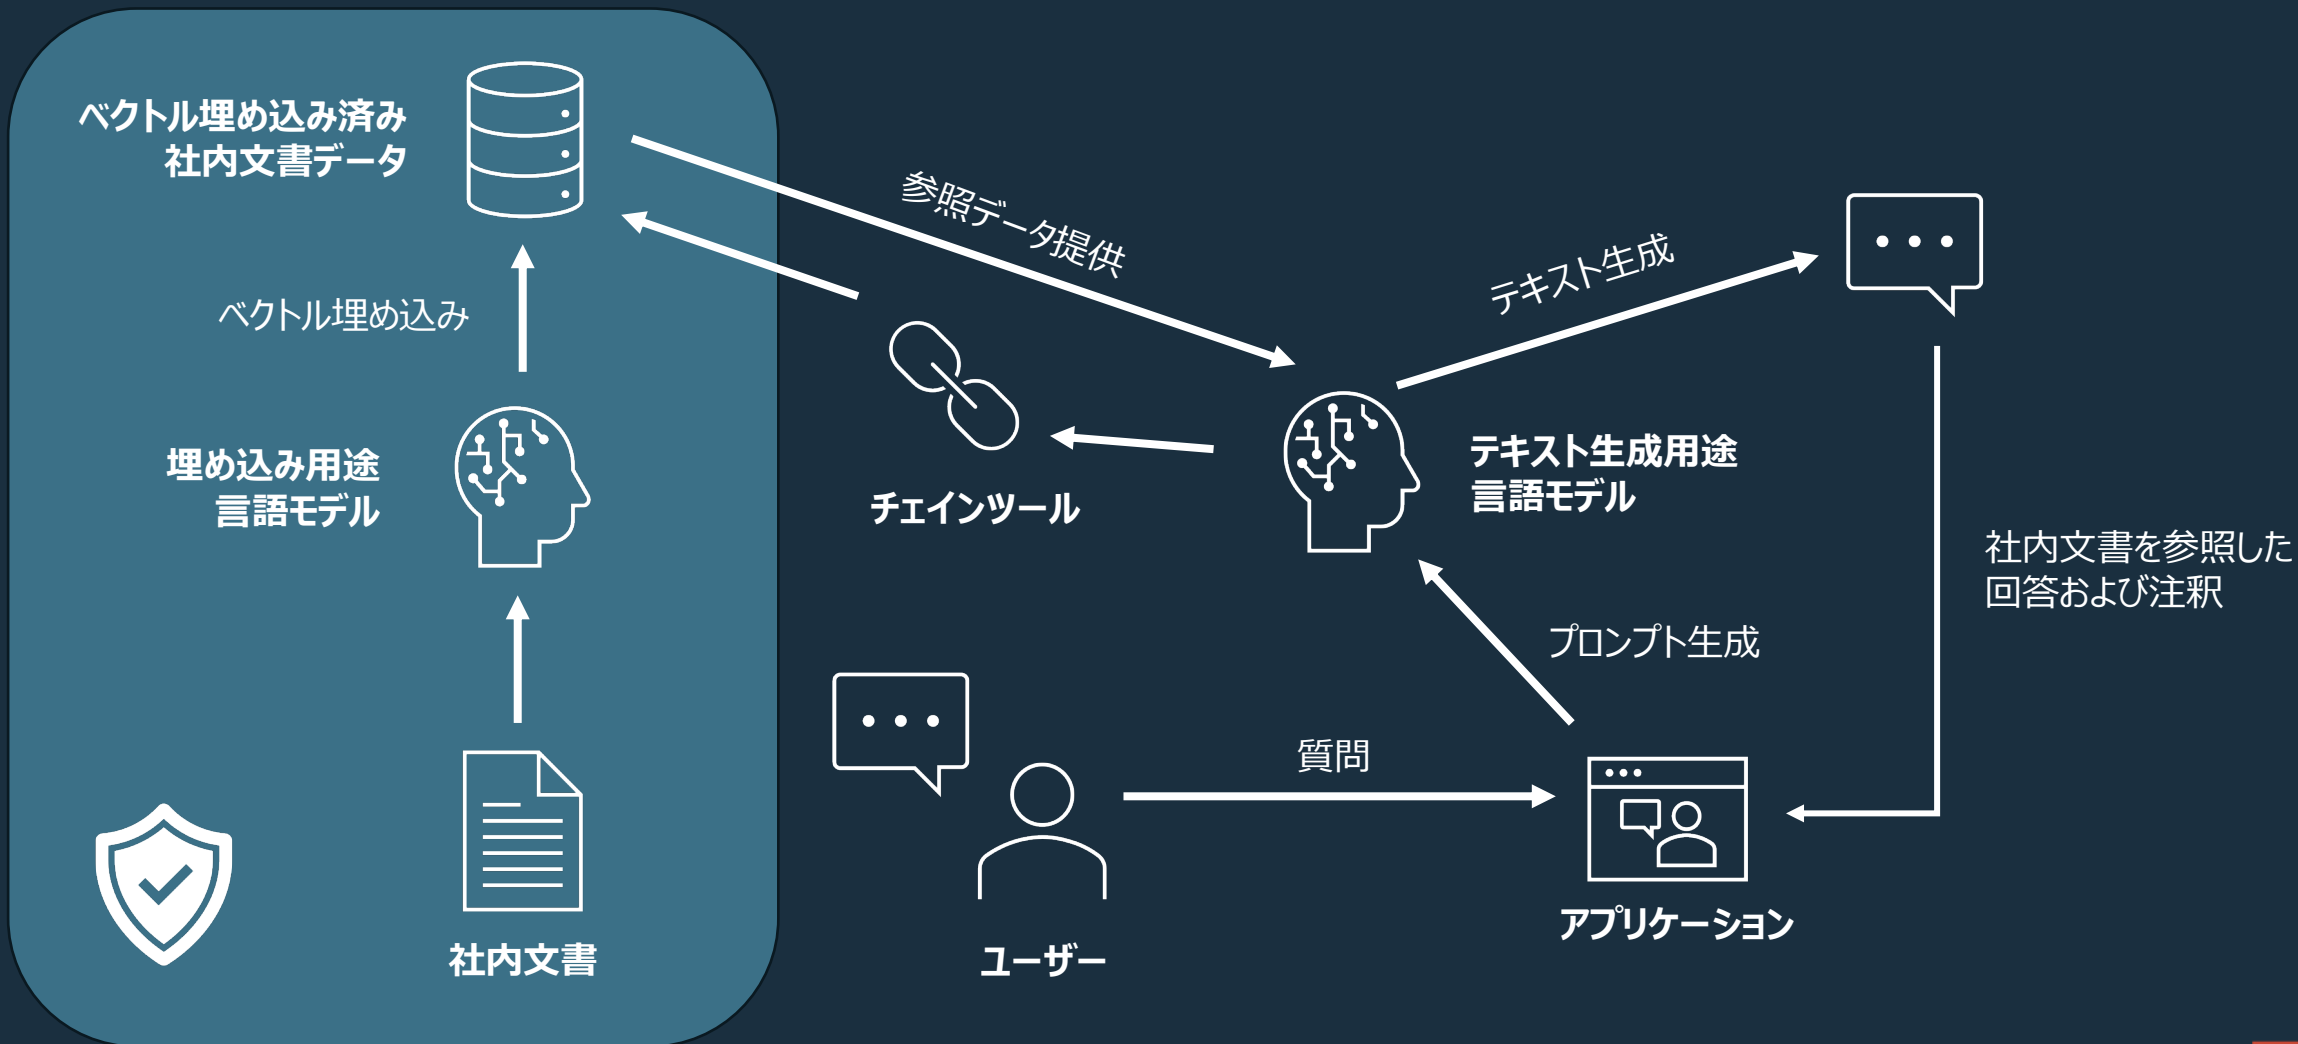 ベクトル埋め込み済み
社内文書データ
ベクトル埋め込み
埋め込み用途
言語モデル
社内文書
参照データ提供
チェインツール
テキスト生成
テキスト生成用途
言語モデル
社内文書を参照した
回答および注釈
プロンプト生成
質問
ユーザー
アプリケーション